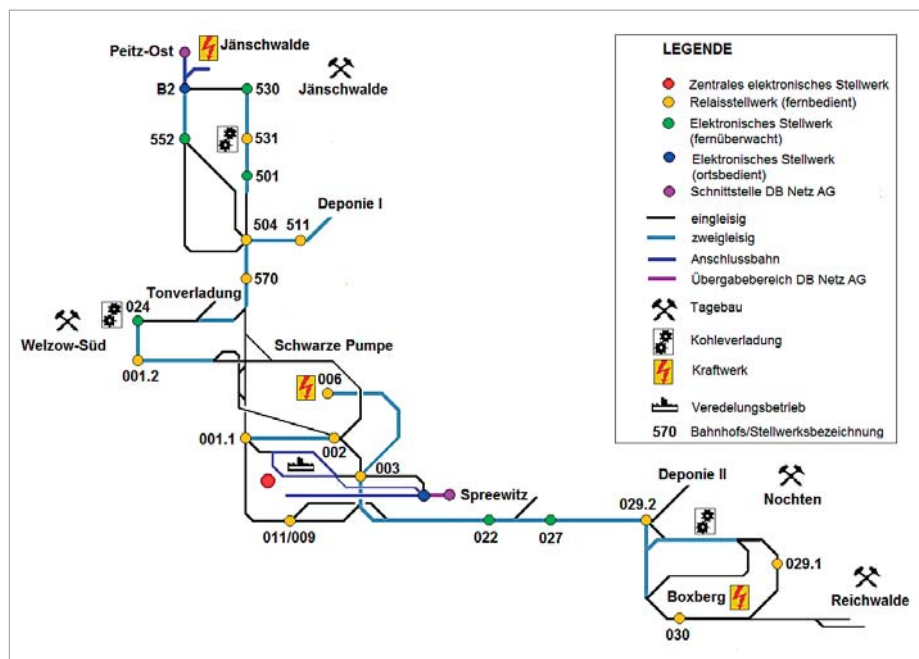 Peitz-Ost
Jänschwalde
B2
530
Jänschwalde
552
531
501
Deponie I
504
511
570
Tonverladung
024
Welzow-Süd
Schwarze Pumpe
001.2
006
001.1
002
003
Spreewitz
011/009
022
027
Deponie II
029.2
Nochten
029.1
Boxberg
Reichwalde
030
LEGENDE
Zentrales elektronisches Stellwerk
Relaisstellwerk (fernbedient)
Elektronisches Stellwerk
(fernüberwacht)
Elektronisches Stellwerk
(ortsbedient)
Schnittstelle DB Netz AG
eingleisig
zweigleisig
Anschlussbahn
Übergabebereich DB Netz AG
Tagebau
Kohleverladung
Kraftwerk
Veredelungsbetrieb
570 Bahnhofs/Stellwerksbezeichnung